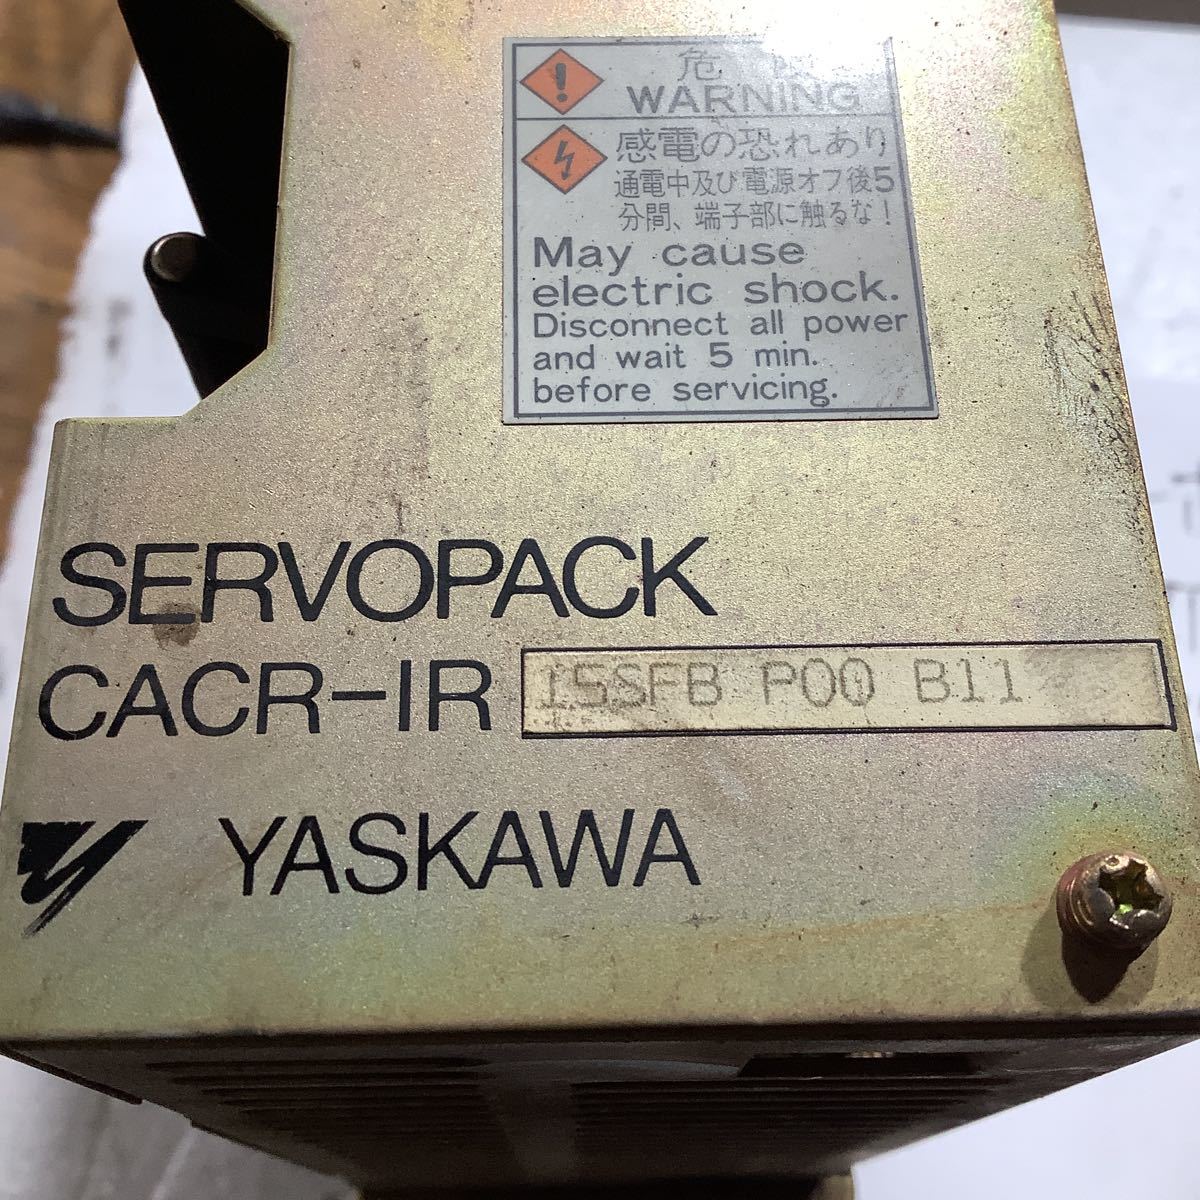 危
WARNING
感電の恐れあり
通電中及び電源オフ後5
分間、端子部に触るな!
May cause
electric shock.
Disconnect all power
and wait 5 min.
before servicing.
SERVOPACK
CACR-IR 15SFB P00 B11
YASKAWA